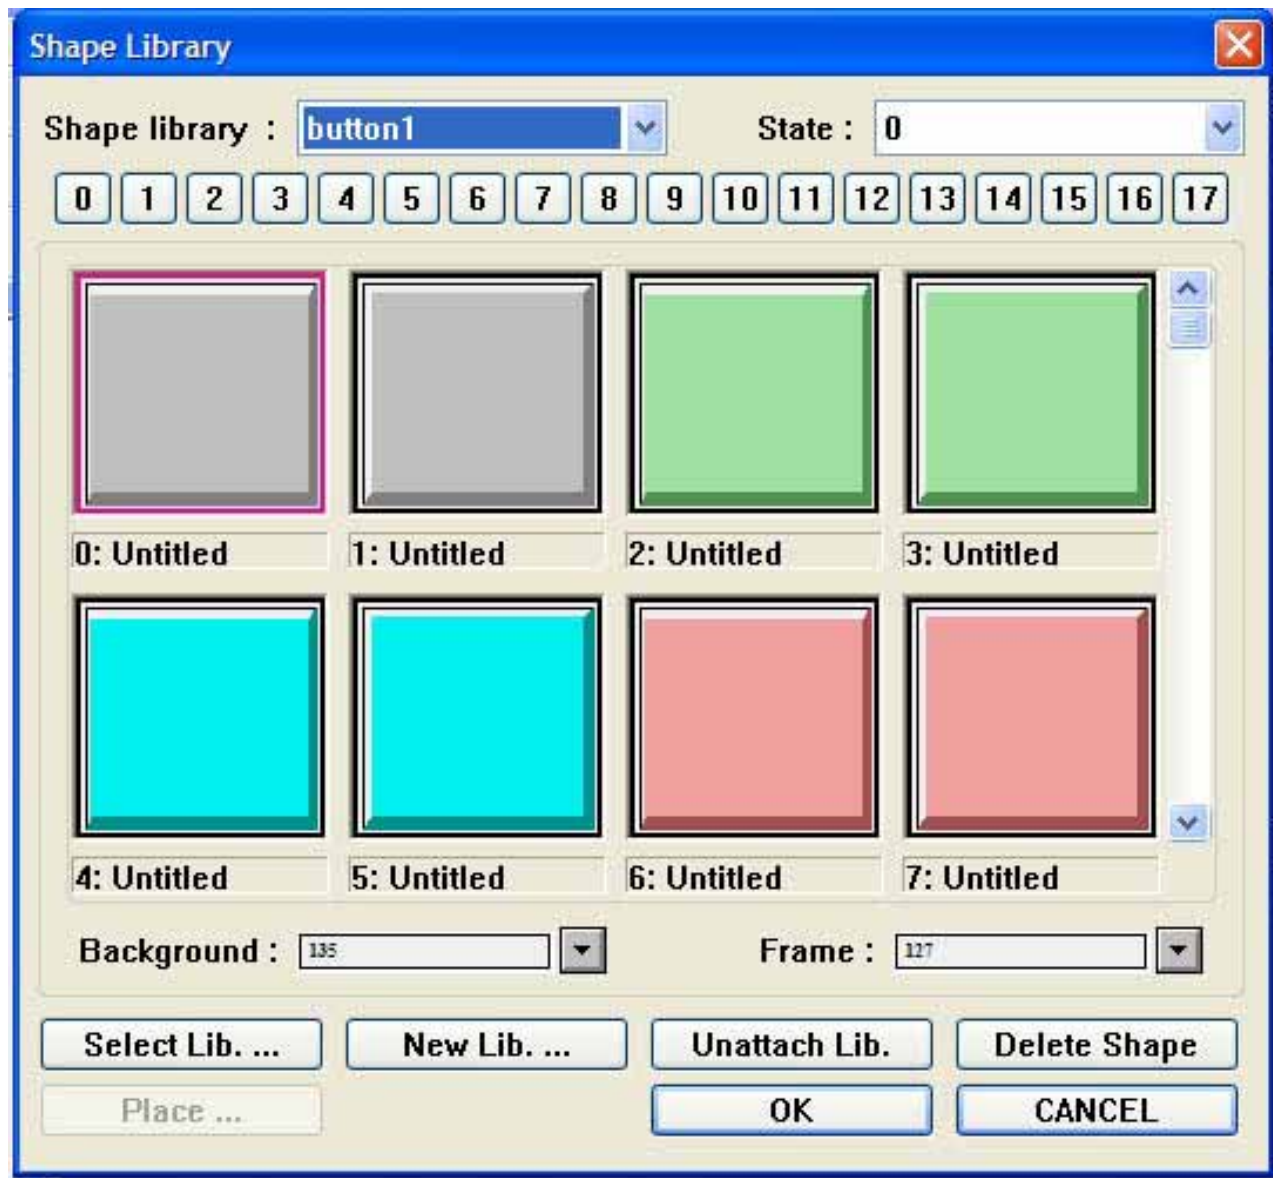 Shape Library
Shape library : button1 State : 0
0 1 2 3 4 5 6 7 8 9 10 11 12 13 14 15 16 17
0: Untitled 1: Untitled 2: Untitled 3: Untitled
4: Untitled 5: Untitled 6: Untitled 7: Untitled
Background : 135 Frame : 127
Select Lib. ... New Lib. ... Unattach Lib. Delete Shape
Place ... OK CANCEL